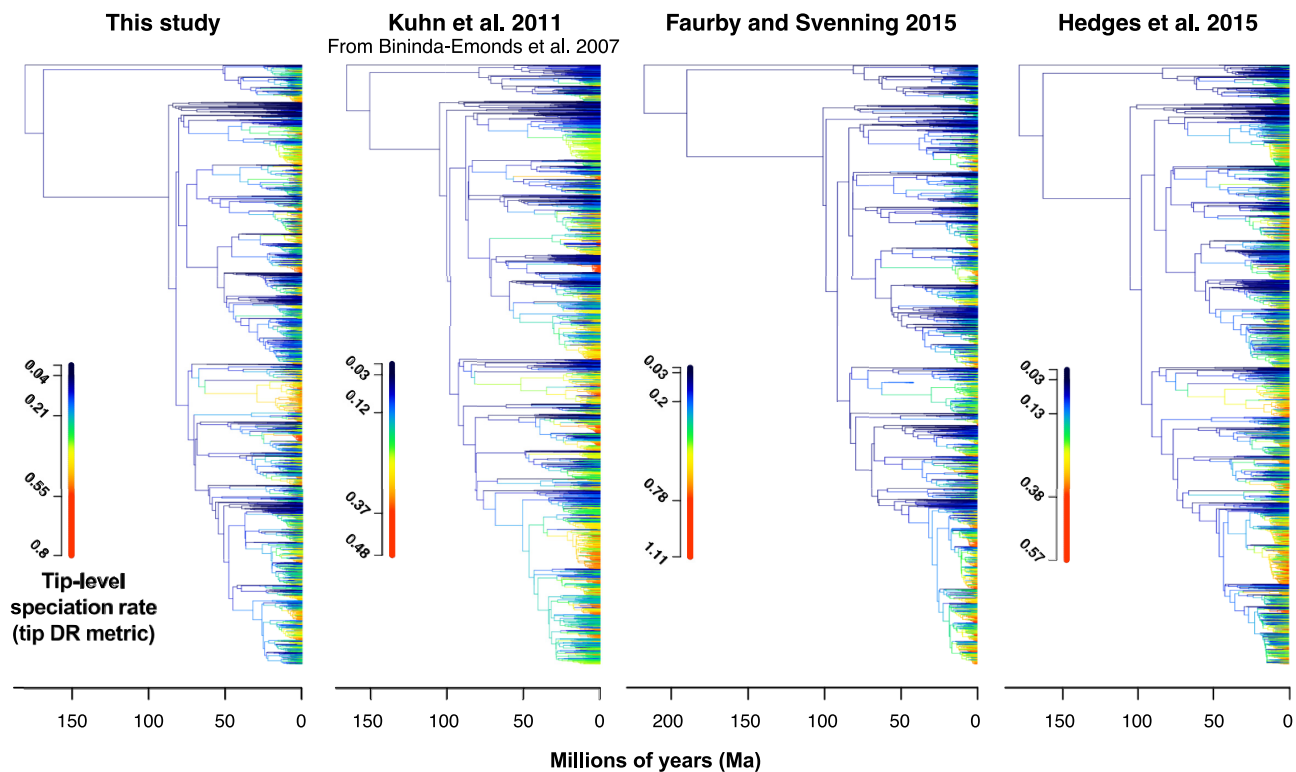 This study
Kuhn et al. 2011
From Bininda-Emonds et al. 2007
Faurby and Svenning 2015
Hedges et al. 2015
0.04
0.21
0.55
0.8
Tip-level
speciation rate
(tip DR metric)
0.03
0.12
0.37
0.48
0.03
0.2
0.78
1.11
0.03
0.13
0.38
0.57
150 100 50 0
150 100 50 0
200 150 100 50 0
150 100 50 0
Millions of years (Ma)